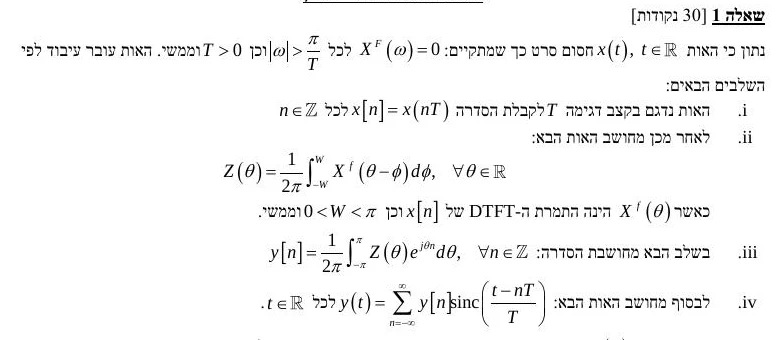 שאלה 1 [30 נקודות]
נתון כי האות x(t), t∈ℝ חסום סרט כך שמתקיים: X^F(ω)=0 לכל |ω|>π/T וכן T>0 וממשי. האות עובר עיבוד לפי
השלבים הבאים:
i. האות נדגם בקצב דגימה T לקבלת הסדרה x[n]=x(nT) לכל n∈ℤ
ii. לאחר מכן מחושב האות הבא:
Z(θ)=1/2π ∫_{-W}^{W} X^f(θ−ϕ)dϕ, ∀θ∈ℝ
כאשר X^f(θ) הינה התמרת ה-DTFT של x[n] וכן 0<W<π וממשי.
iii. בשלב הבא מחושבת הסדרה: y[n]=1/2π ∫_{-π}^{π} Z(θ)e^{jθn}dθ, ∀n∈ℤ
iv. לבסוף מחושב האות הבא: y(t)=∑_{n=-∞}^{∞} y[n]sinc((t−nT)/T) לכל t∈ℝ.